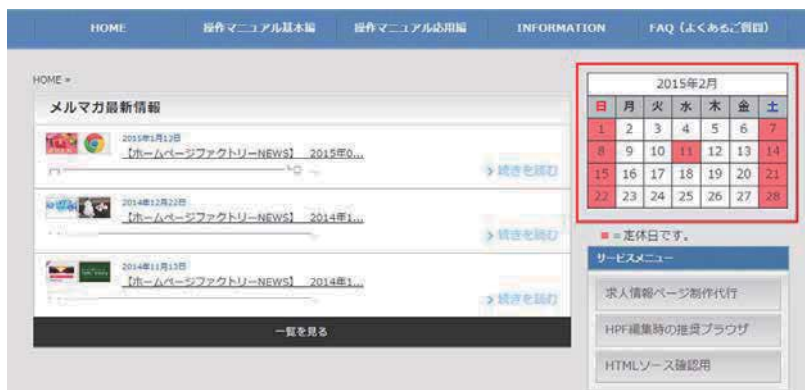 HOME 操作マニュアル基本編 操作マニュアル応用編 INFORMATION FAQ (よくあるご質問)
HOME »
メルマガ最新情報
2015年1月13日
【ホームページファクトリーNEWS】 2015年0...
続きを読む
2014年12月22日
【ホームページファクトリーNEWS】 2014年1...
続きを読む
2014年11月13日
【ホームページファクトリーNEWS】 2014年1...
続きを読む
一覧を見る
2015年2月
日 月 火 水 木 金 土
1 2 3 4 5 6 7
8 9 10 11 12 13 14
15 16 17 18 19 20 21
22 23 24 25 26 27 28
■=定休日です。
サービスメニュー
求人情報ページ制作代行
HPF編集時の推奨ブラウザ
HTMLソース確認用